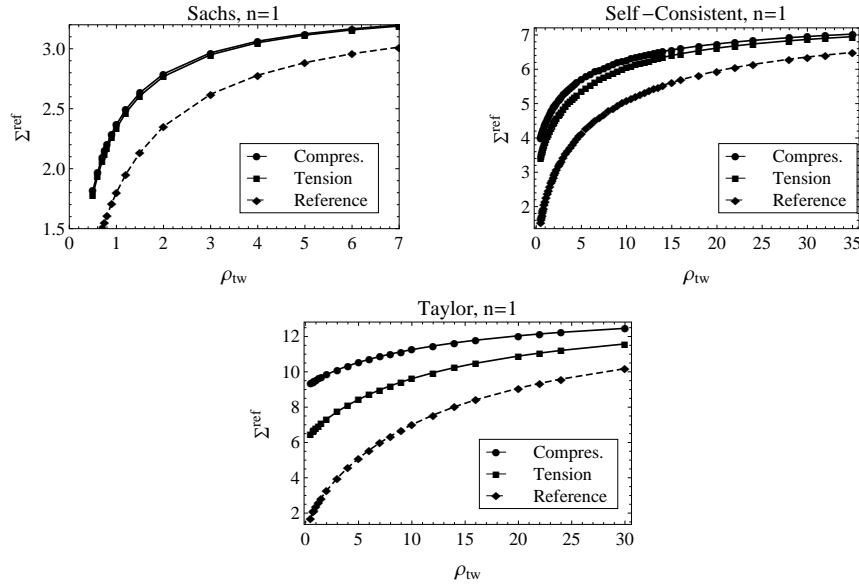 Sachs, n=1
Σ^ref
3.0
2.5
2.0
1.5
0 1 2 3 4 5 6 7
ρ_tw
Compres.
Tension
Reference
Self-Consistent, n=1
Σ^ref
7
6
5
4
3
2
0 5 10 15 20 25 30 35
ρ_tw
Compres.
Tension
Reference
Taylor, n=1
Σ^ref
12
10
8
6
4
2
0 5 10 15 20 25 30
ρ_tw
Compres.
Tension
Reference